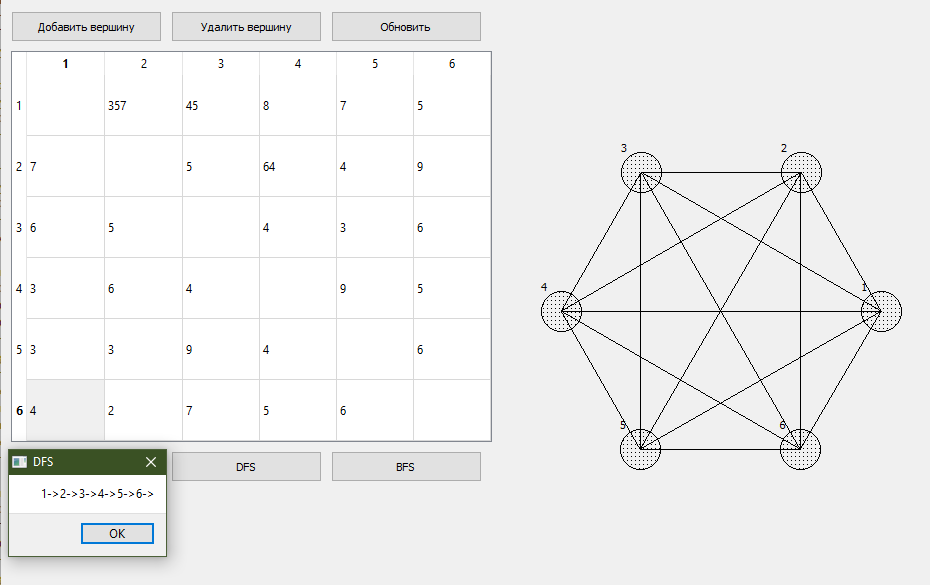 Добавить вершину Удалить вершину Обновить
1 2 3 4 5 6
1 357 45 8 7 5
2 7 5 64 4 9
3 6 5 4 3 6
4 3 6 4 9 5
5 3 3 9 4 6
6 4 2 7 5 6
DFS
1->2->3->4->5->6->
OK
DFS BFS
3 2
4 1
5 6